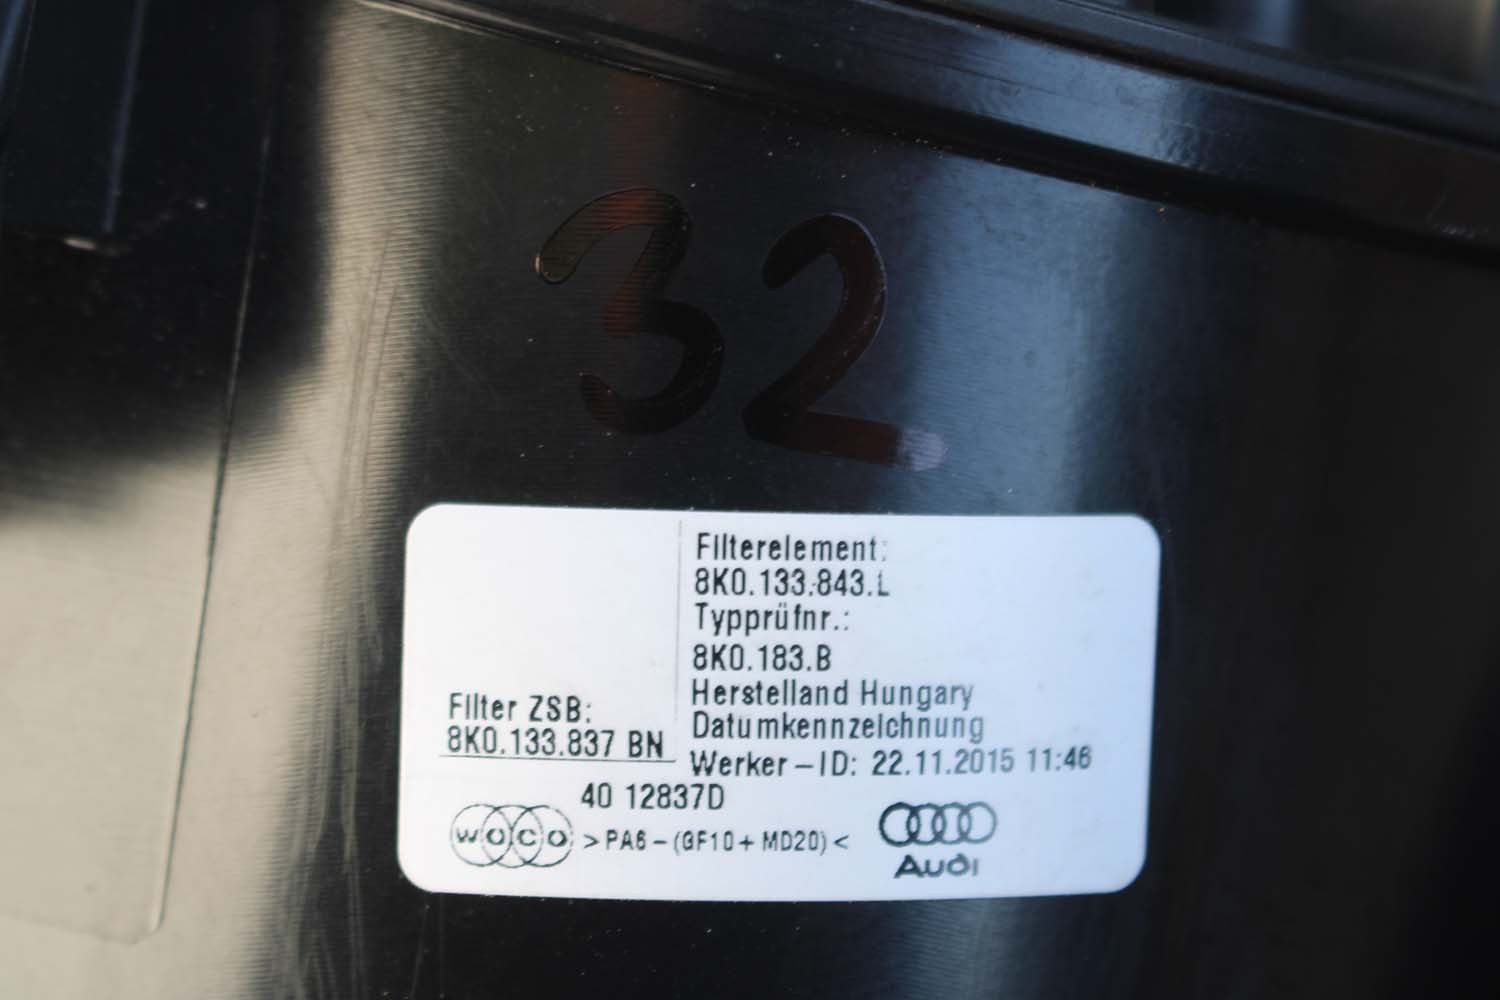 32
Filterelement:
8K0.133.843.L
Typprüfnr.:
8K0.183.B
Herstelland Hungary
Datumkennzeichnung
Werker-ID: 22.11.2015 11:46
Filter ZSB:
8K0.133.837 BN
40 12837D
WOCO >PA6-(GF10+MD20)<
Audi